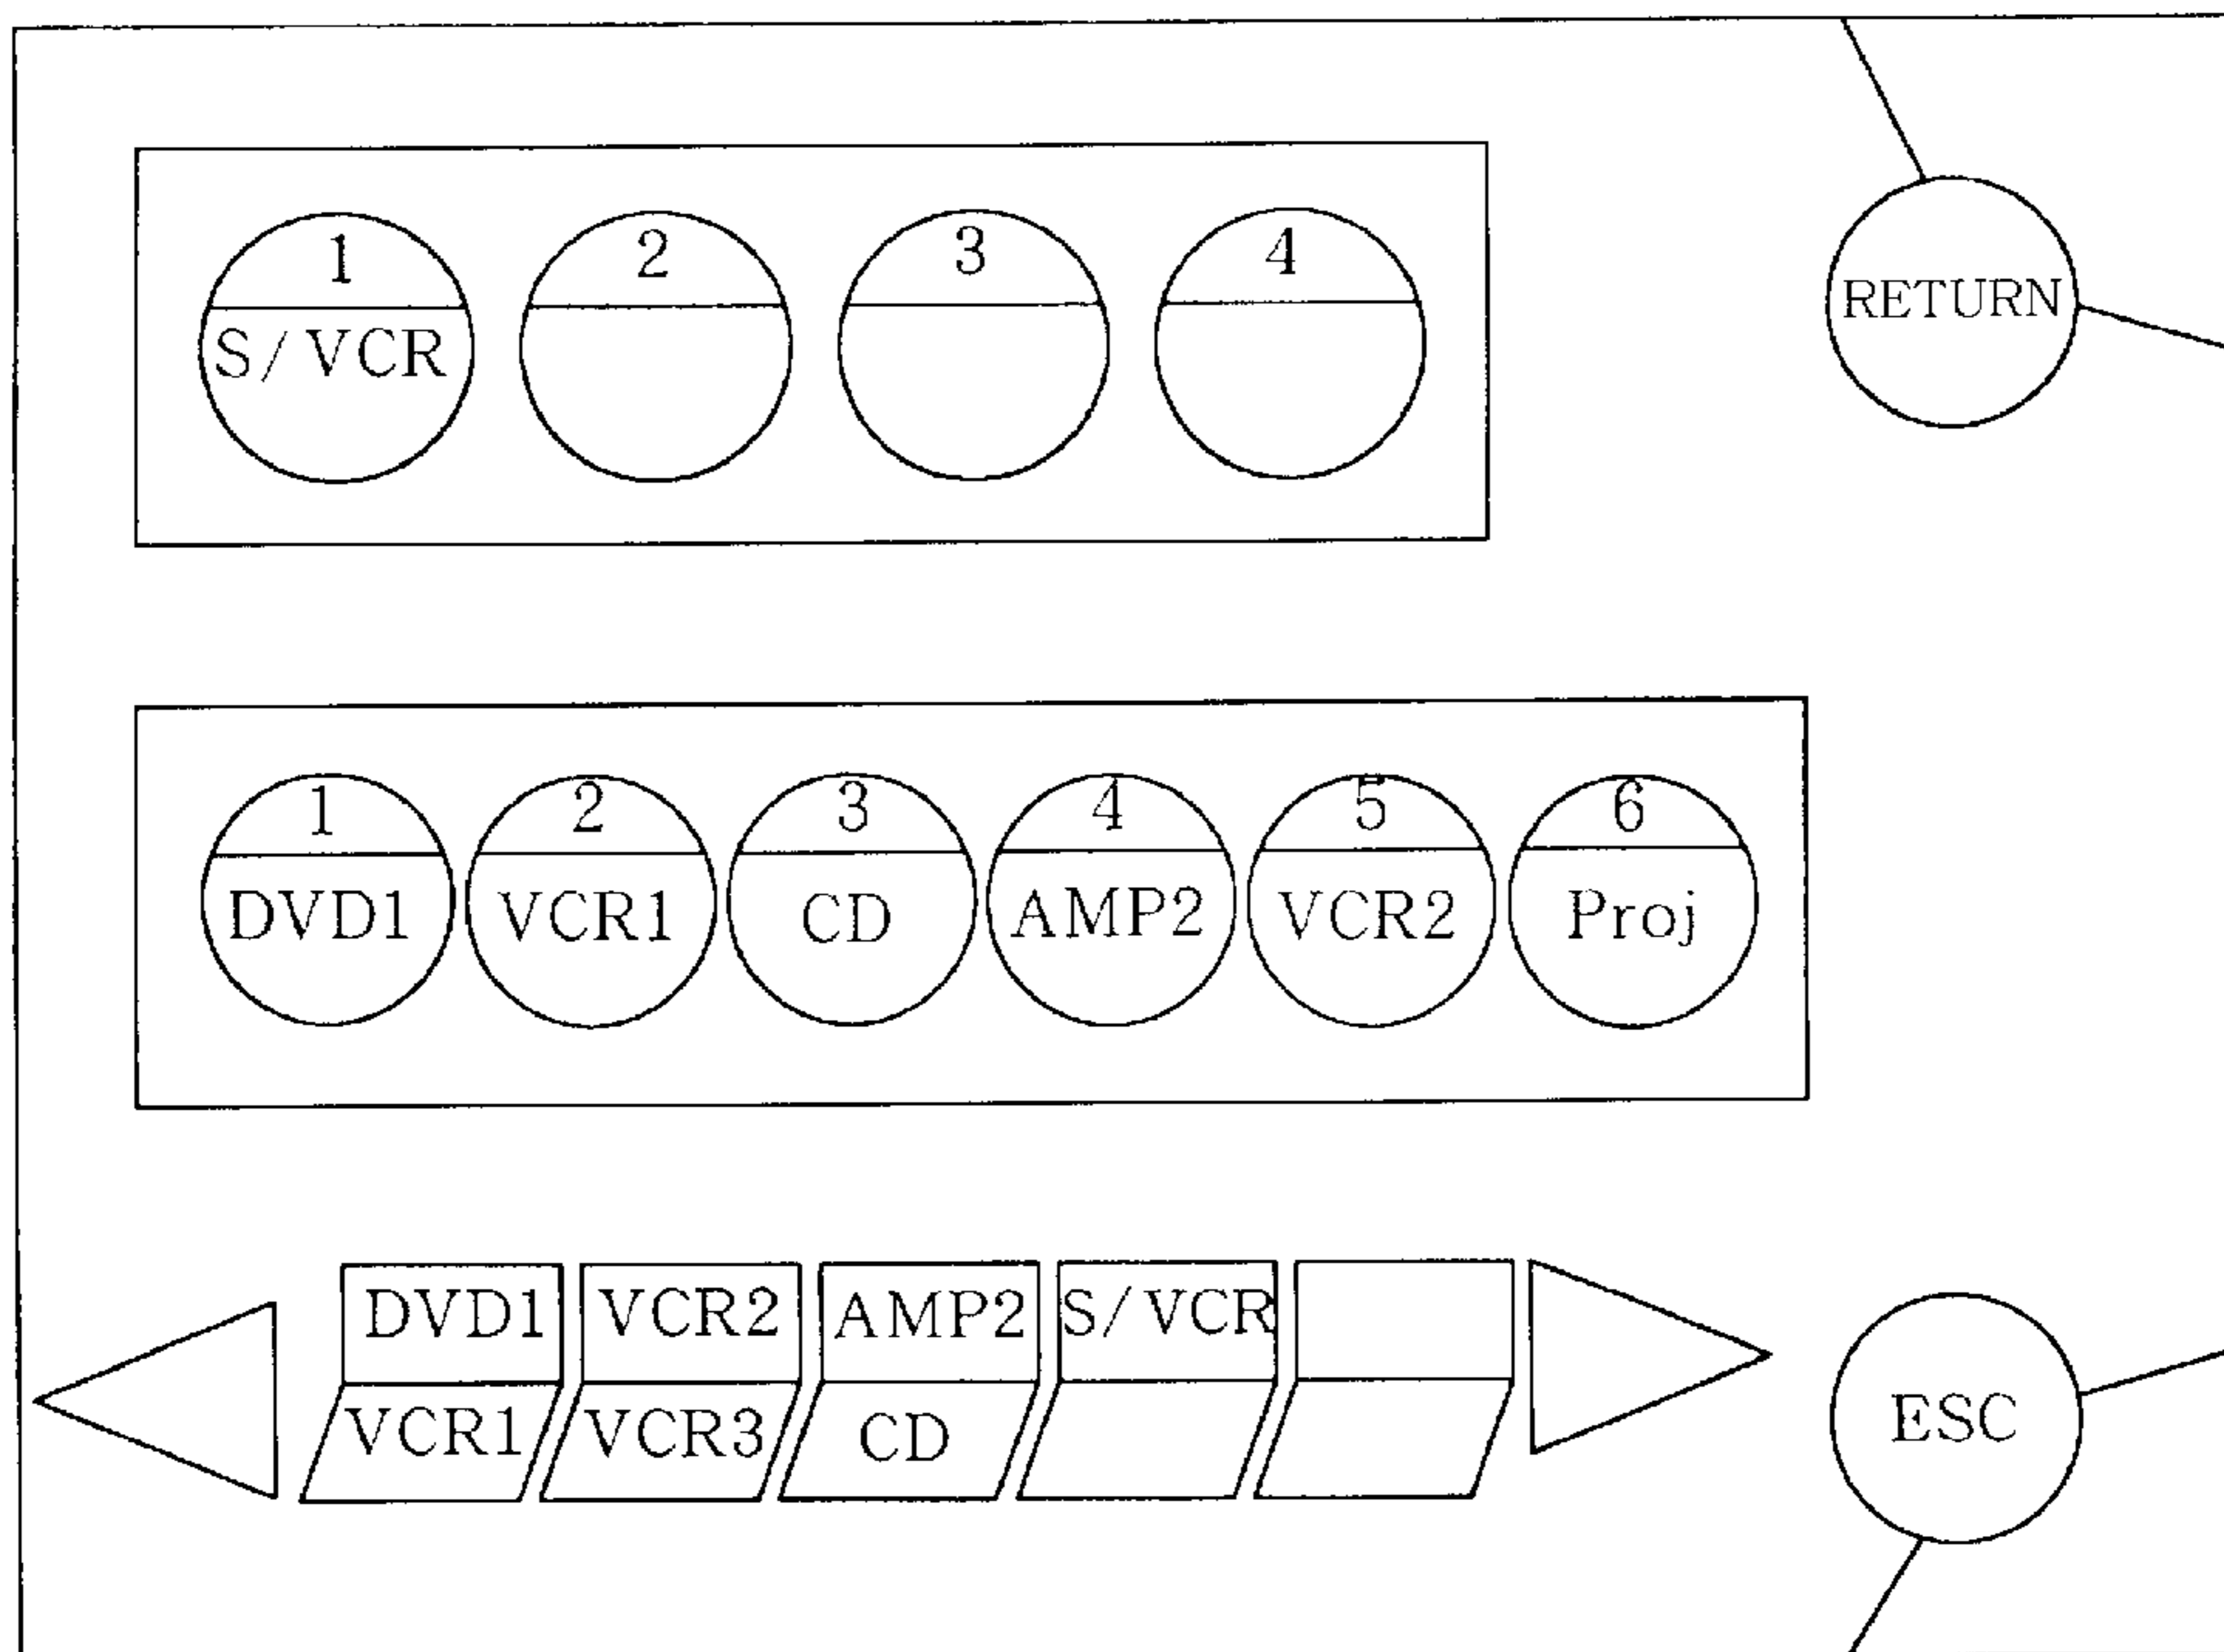 1 2 3 4
S/VCR
RETURN
1 2 3 4 5 6
DVD1 VCR1 CD AMP2 VCR2 Proj
DVD1 VCR2 AMP2 S/VCR
VCR1 VCR3 CD
ESC